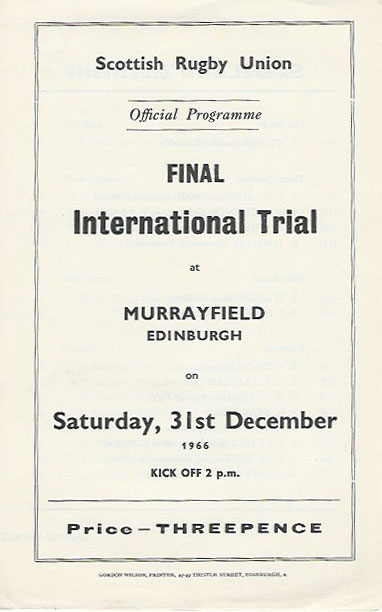 Scottish Rugby Union
Official Programme
FINAL
International Trial
at
MURRAYFIELD
EDINBURGH
on
Saturday, 31st December
1966
KICK OFF 2 p.m.
Price — THREEPENCE
GORDON WILSON, PRINTER, 47-49 THISTLE STREET, EDINBURGH, 2.